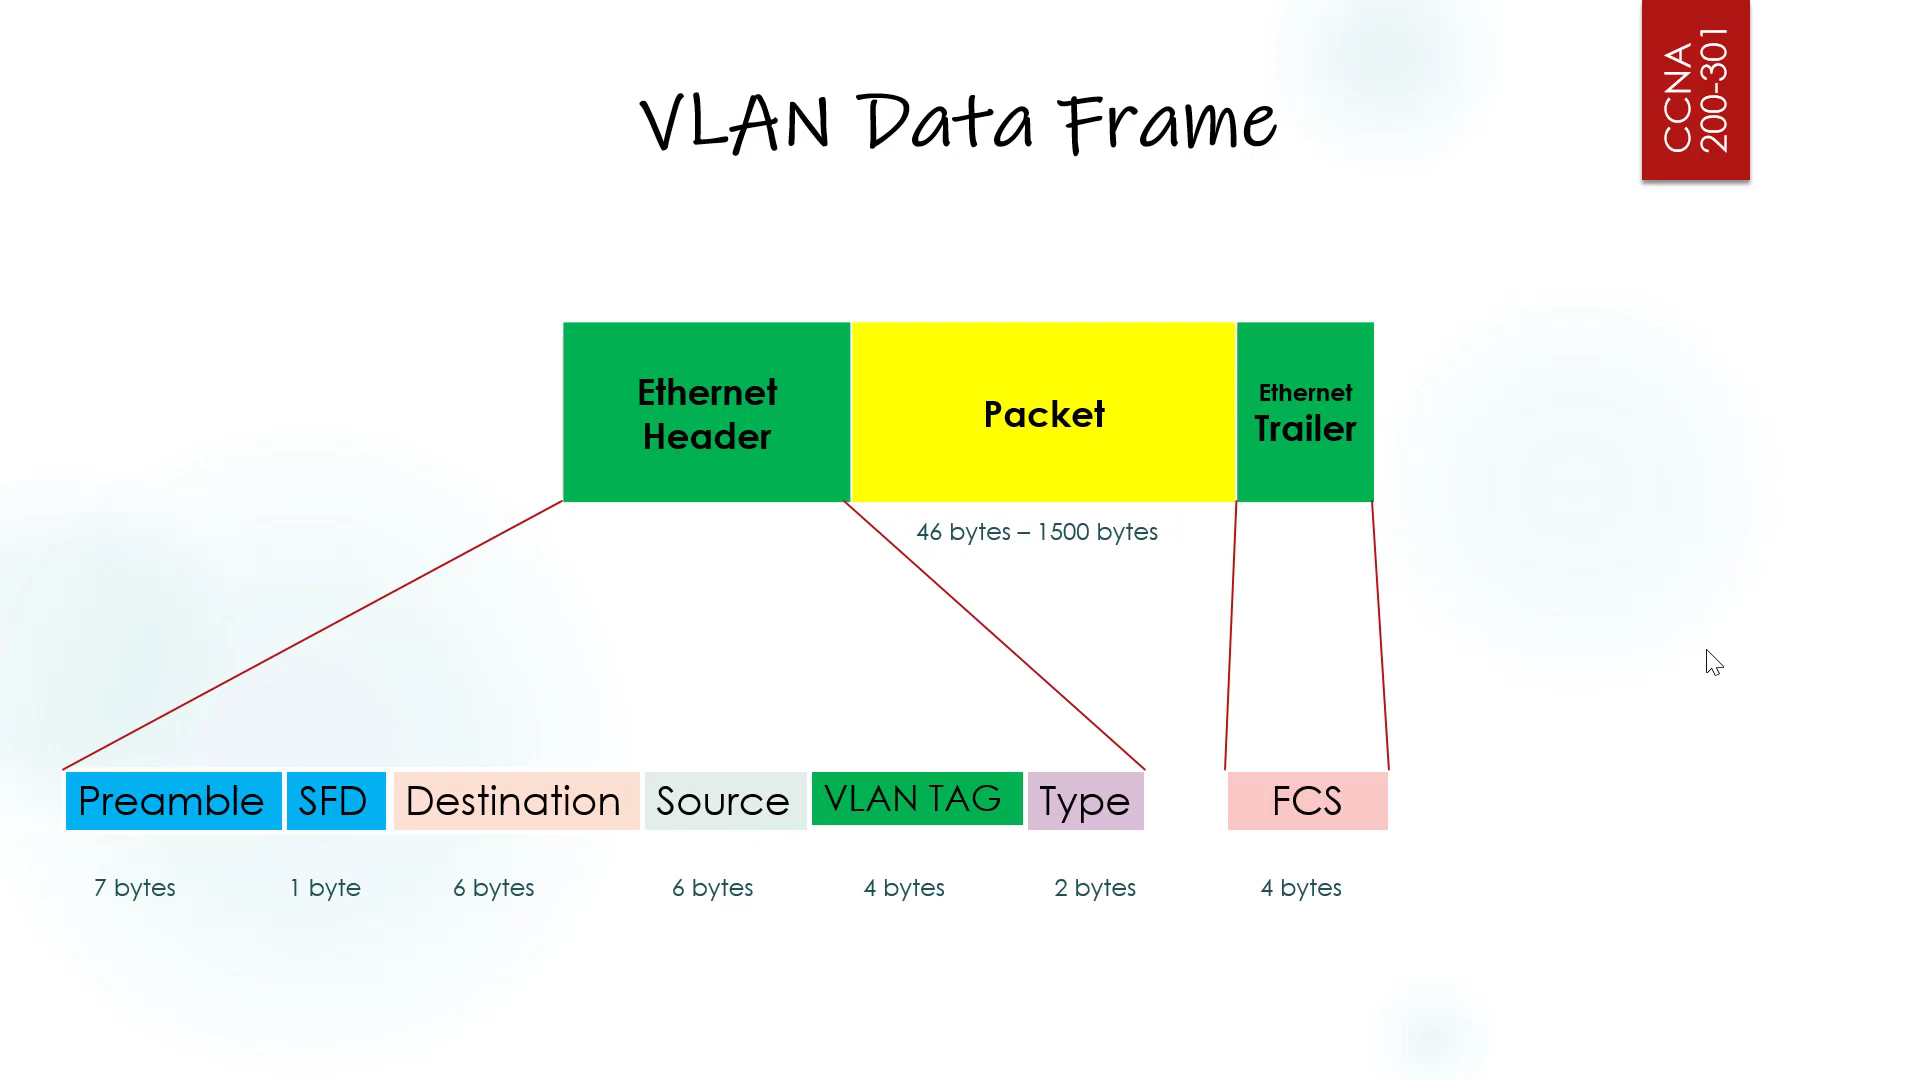 CCNA
200-301
VLAN Data Frame
Ethernet
Header
Packet
Ethernet
Trailer
46 bytes – 1500 bytes
Preamble SFD Destination Source VLAN TAG Type FCS
7 bytes 1 byte 6 bytes 6 bytes 4 bytes 2 bytes 4 bytes